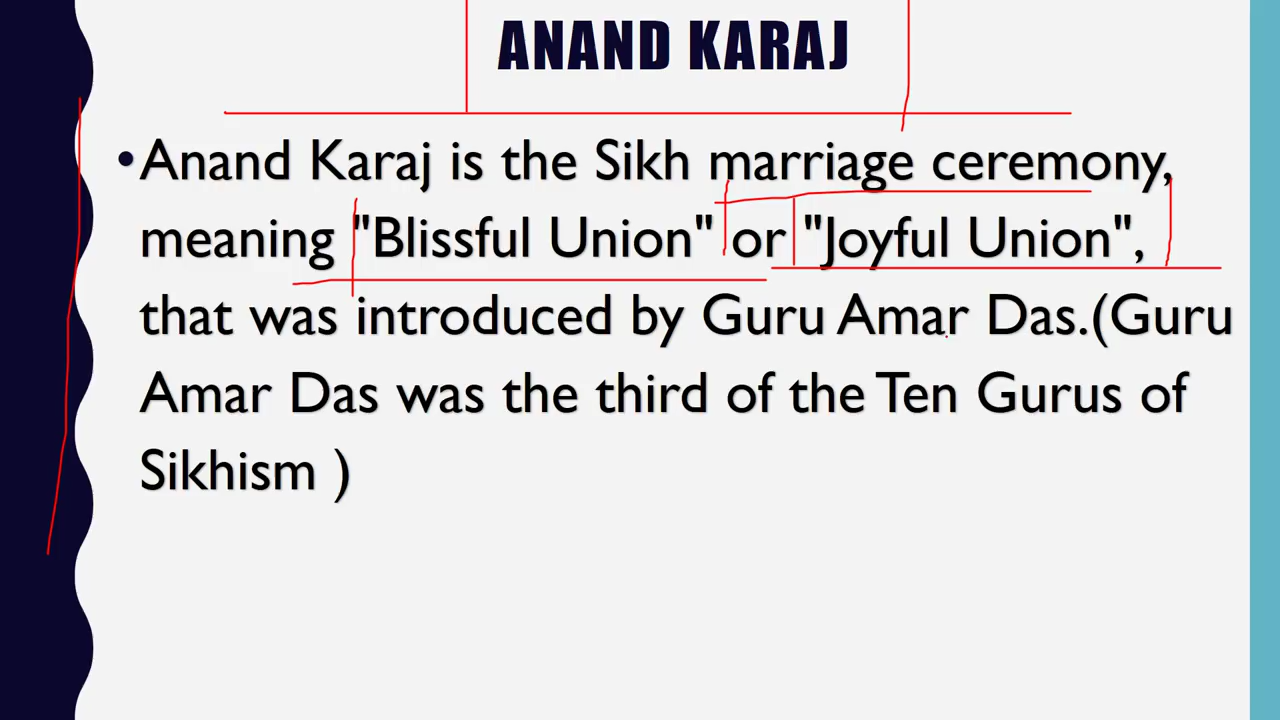 ANAND KARAJ
•Anand Karaj is the Sikh marriage ceremony,
meaning "Blissful Union" or "Joyful Union",
that was introduced by Guru Amar Das.(Guru
Amar Das was the third of the Ten Gurus of
Sikhism )